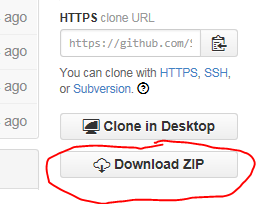 HTTPS clone URL
ago
https://github.com/
ago
You can clone with HTTPS, SSH,
or Subversion.
ago
ago
Clone in Desktop
ago
Download ZIP